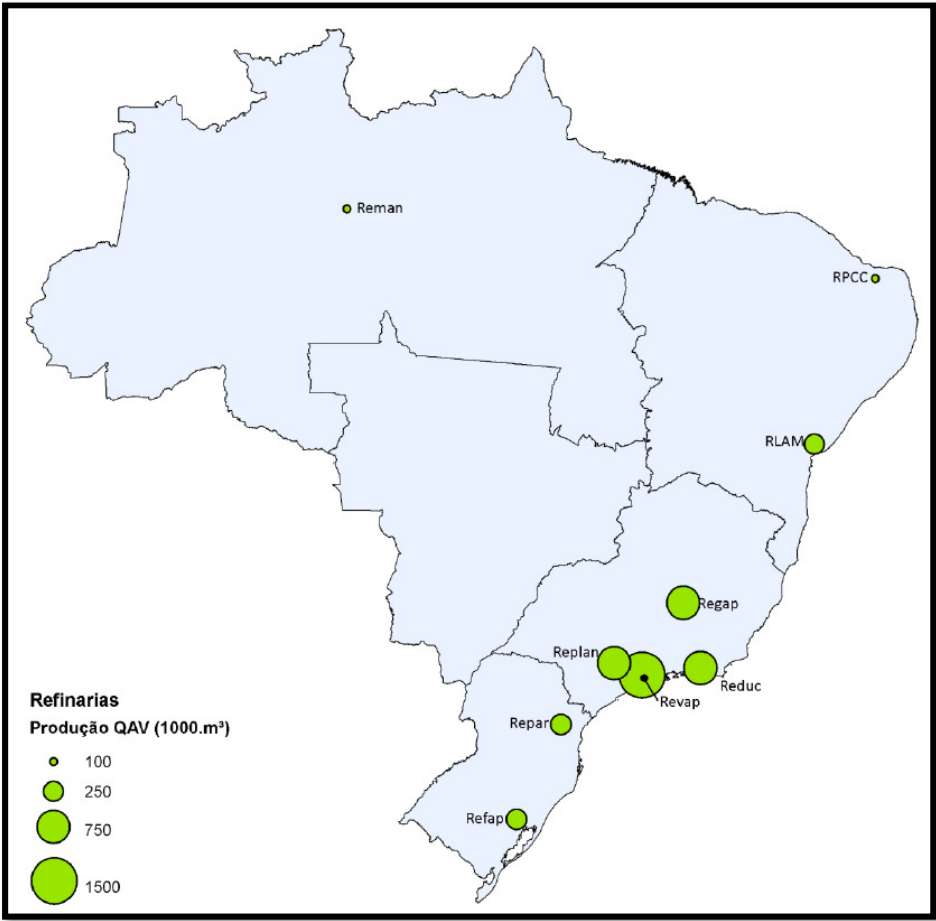 Reman
RPCC
RLAM
Regap
Replan
Reduc
Revap
Repar
Refap
Refinarias
Produção QAV (1000.m³)
100
250
750
1500